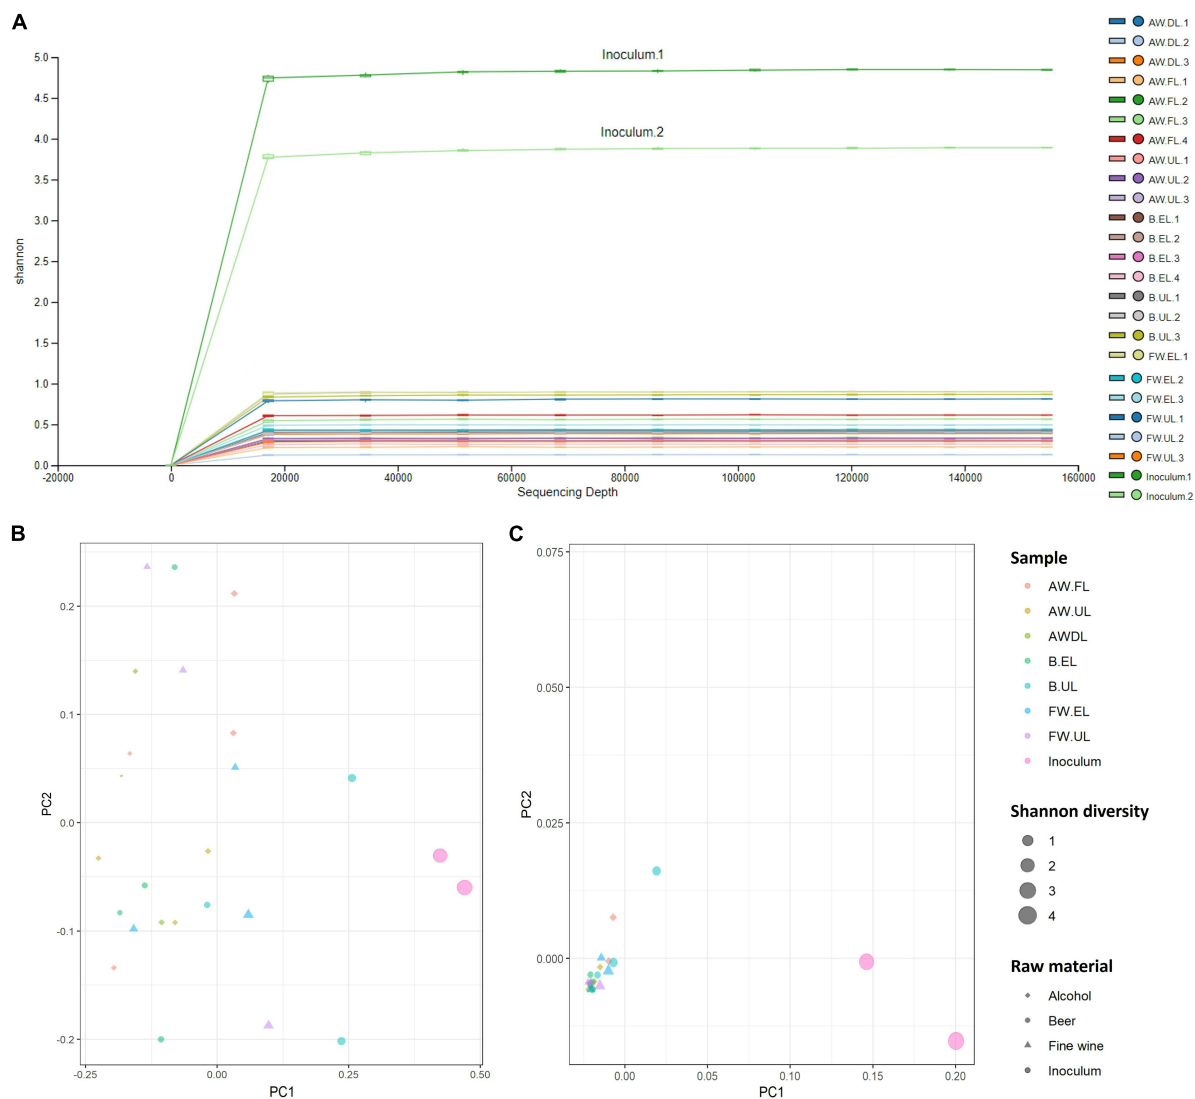 A
Inoculum.1
Inoculum.2
5.0
4.5
4.0
3.5
3.0
2.5
2.0
1.5
1.0
0.5
0.0
shannon
-20000
0
20000
40000
60000
80000
100000
120000
140000
160000
Sequencing Depth
AW.DL.1
AW.DL.2
AW.DL.3
AW.FL.1
AW.FL.2
AW.FL.3
AW.FL.4
AW.UL.1
AW.UL.2
AW.UL.3
B.EL.1
B.EL.2
B.EL.3
B.EL.4
B.UL.1
B.UL.2
B.UL.3
FW.EL.1
FW.EL.2
FW.EL.3
FW.UL.1
FW.UL.2
FW.UL.3
Inoculum.1
Inoculum.2
B
0.2
0.1
0.0
-0.1
-0.2
PC2
-0.25
0.00
0.25
0.50
PC1
C
0.075
0.050
0.025
0.000
PC2
0.00
0.05
0.10
0.15
0.20
PC1
Sample
AW.FL
AW.UL
AWDL
B.EL
B.UL
FW.EL
FW.UL
Inoculum
Shannon diversity
1
2
3
4
Raw material
Alcohol
Beer
Fine wine
Inoculum